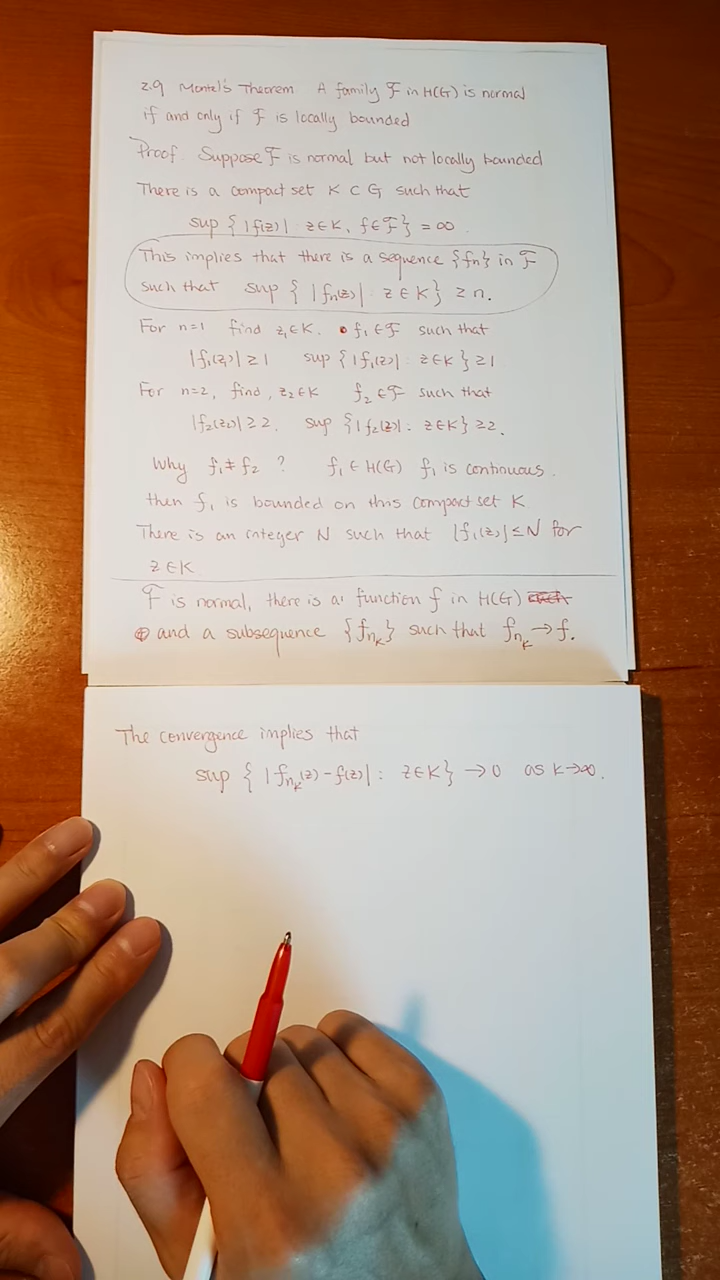 2.9 Montel's Theorem A family ℱ in H(G) is normal
if and only if ℱ is locally bounded
Proof. Suppose ℱ is normal but not locally bounded
There is a compact set K ⊂ G such that
sup { |f(z)| : z∈K, f∈ℱ } = ∞.
This implies that there is a sequence {fn} in ℱ
such that sup { |fn(z)| : z∈K } ≥ n.
For n=1 find z₁∈K. f₁∈ℱ such that
|f₁(z₁)| ≥ 1 sup { |f₁(z)| : z∈K } ≥ 1
For n=2, find z₂∈K f₂∈ℱ such that
|f₂(z₂)| ≥ 2. sup { |f₂(z)| : z∈K } ≥ 2.
Why f₁≠f₂ ? f₁∈H(G) f₁ is continuous.
then f₁ is bounded on this compact set K
There is an integer N such that |f₁(z)| ≤ N for
z∈K.
ℱ is normal, there is a function f in H(G)
and a subsequence {fnₖ} such that fnₖ → f.
The convergence implies that
sup { |fnₖ(z) - f(z)| : z∈K } → 0 as k→∞.